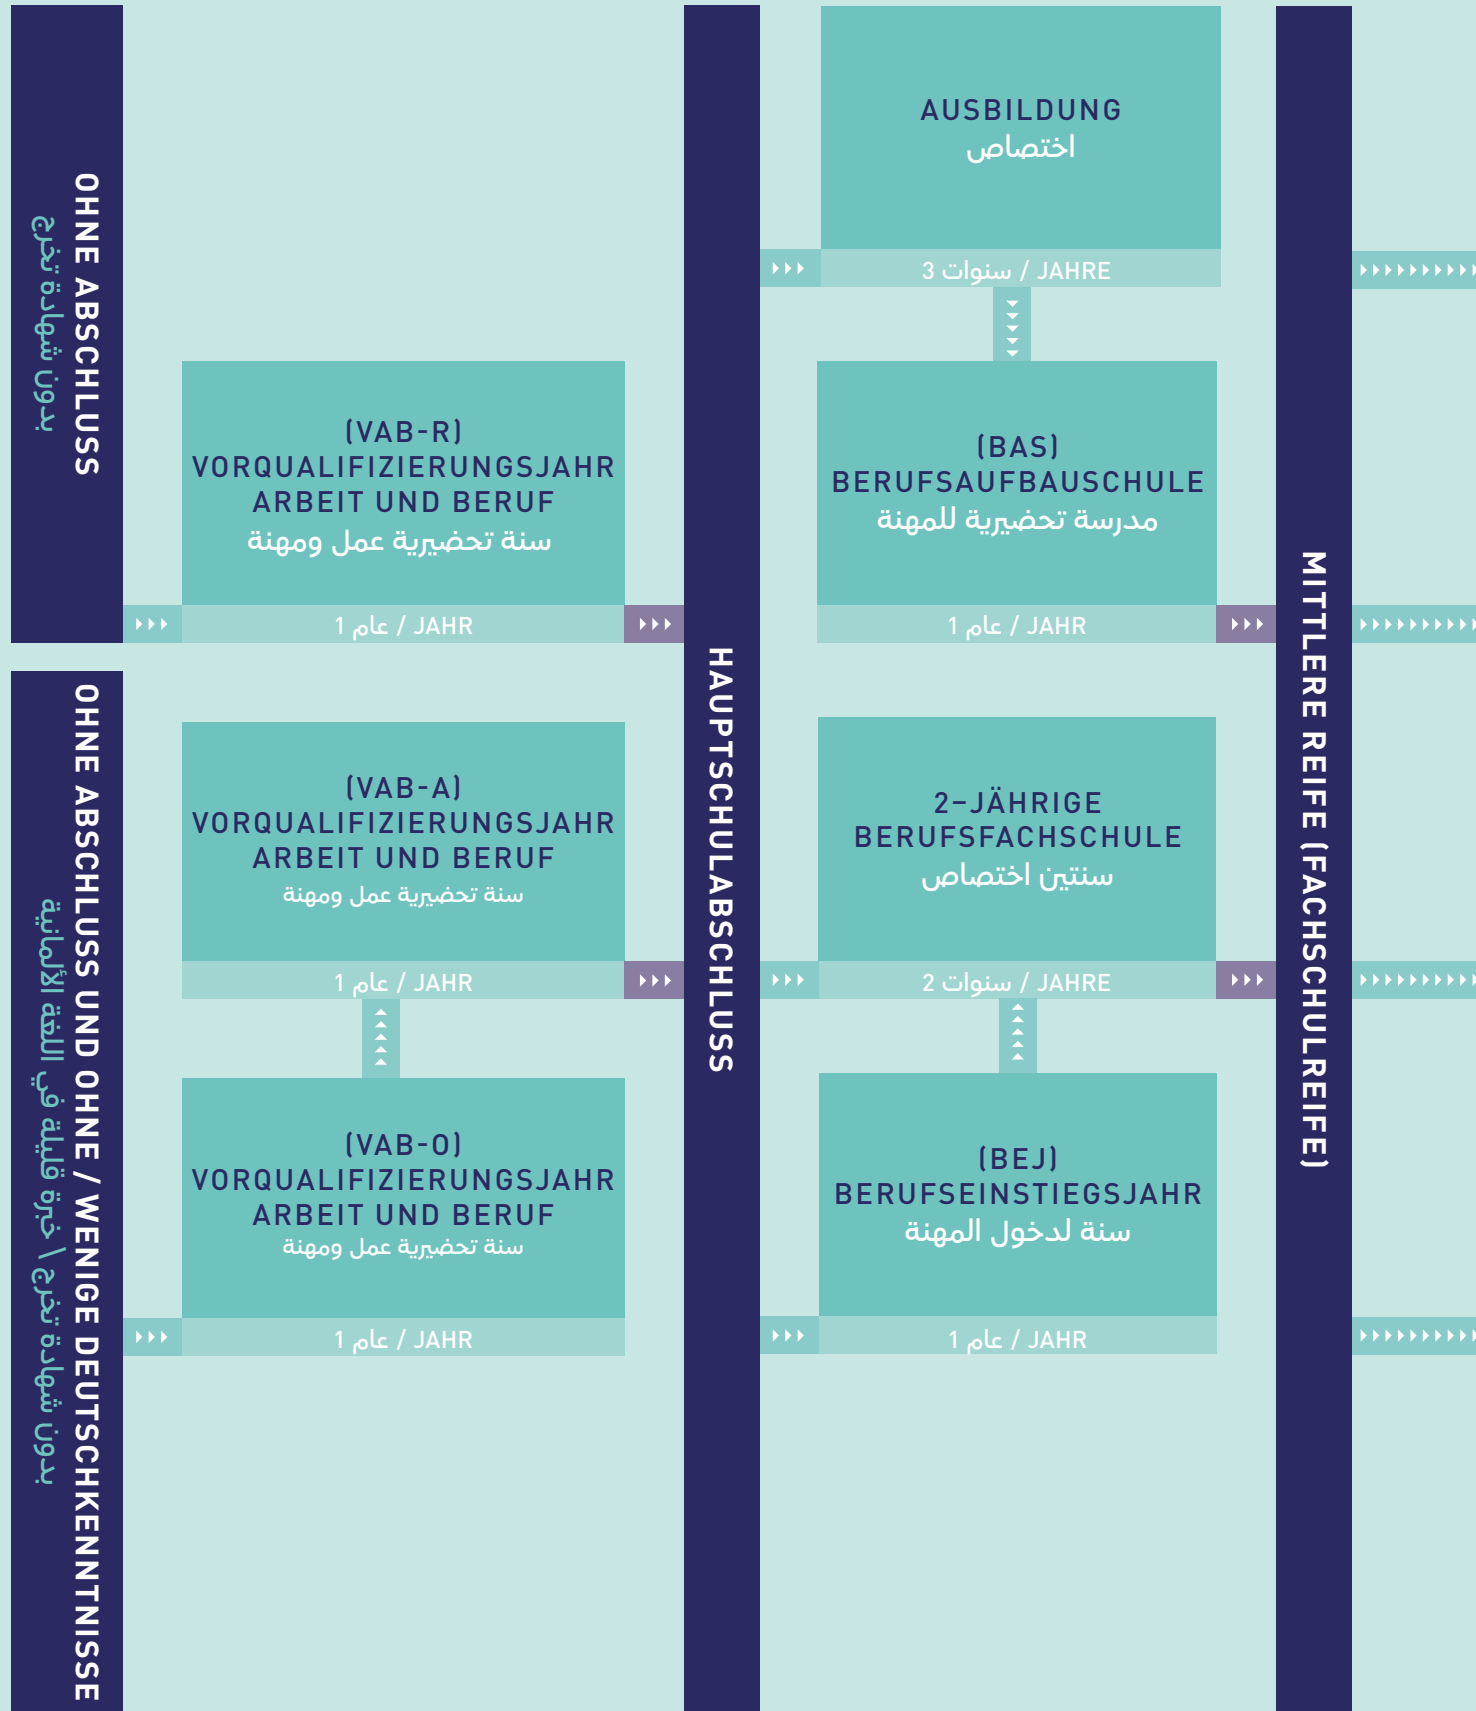 OHNE ABSCHLUSS
بدون شهادة تخرج
OHNE ABSCHLUSS UND OHNE / WENIGE DEUTSCHKENNTNISSE
بدون شهادة تخرج \ خبرة قليلة في اللغة الألمانية
(VAB-R)
VORQUALIFIZIERUNGSJAHR
ARBEIT UND BERUF
سنة تحضيرية عمل ومهنة
1 عام / JAHR
(VAB-A)
VORQUALIFIZIERUNGSJAHR
ARBEIT UND BERUF
سنة تحضيرية عمل ومهنة
1 عام / JAHR
(VAB-O)
VORQUALIFIZIERUNGSJAHR
ARBEIT UND BERUF
سنة تحضيرية عمل ومهنة
1 عام / JAHR
HAUPTSCHULABSCHLUSS
AUSBILDUNG
اختصاص
3 سنوات / JAHRE
(BAS)
BERUFSAUFBAUSCHULE
مدرسة تحضيرية للمهنة
1 عام / JAHR
2-JÄHRIGE
BERUFSFACHSCHULE
سنتين اختصاص
2 سنوات / JAHRE
(BEJ)
BERUFSEINSTIEGSJAHR
سنة لدخول المهنة
1 عام / JAHR
MITTLERE REIFE (FACHSCHULREIFE)